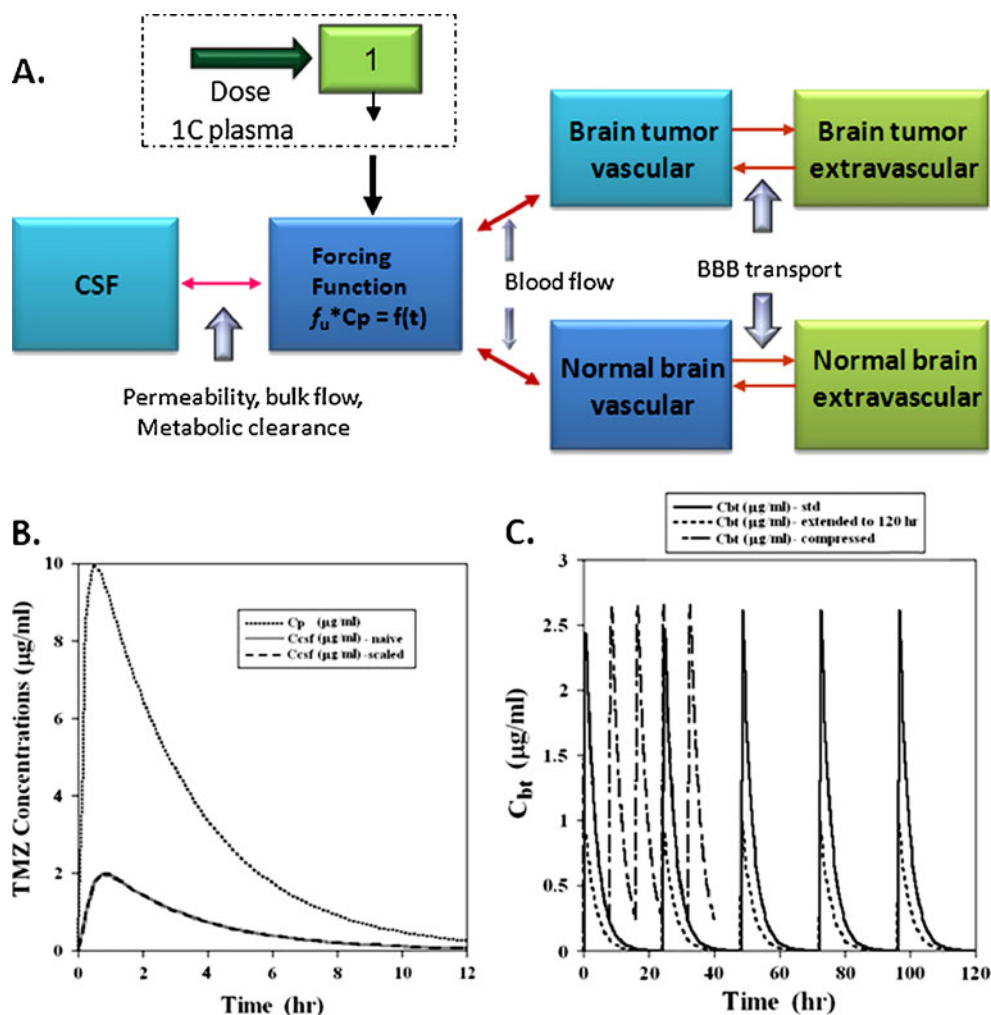 A.
1
Dose
1C plasma
CSF
Forcing
Function
fu*Cp = f(t)
Permeability, bulk flow,
Metabolic clearance
Blood flow
BBB transport
Brain tumor
vascular
Brain tumor
extravascular
Normal brain
vascular
Normal brain
extravascular
B.
TMZ Concentrations (µg/ml)
10
8
6
4
2
0
Cp (µg/ml)
Ccsf (µg/ml) - naive
Ccsf (µg/ml) -scaled
0 2 4 6 8 10 12
Time (hr)
C.
Cbt (µg/ml) - std
Cbt (µg/ml) - extended to 120 hr
Cbt (µg/ml) - compressed
Cbt (µg/ml)
3
2.5
2
1.5
1
0.5
0
0 20 40 60 80 100 120
Time (hr)